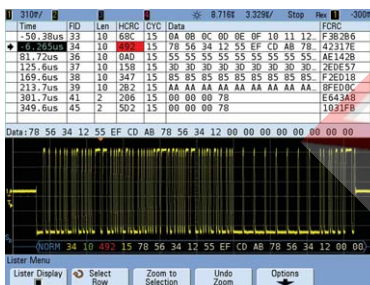 1 310%/ 2 8.716% 3.329%/ Stop -300%
Time FID Len HCRC CYC Data FCRC
-50.38us 33 10 68C 15 0A 0B 0C 0D 0E 0F 10 11 12.. F3B2B6
-6.265us 34 10 492 15 78 56 34 12 55 EF CD AB 78.. 42317E
81.72us 36 10 0AD 15 55 55 55 55 55 55 55 55 55.. AE142B
125.6us 37 10 158 15 3D 3D 3D 3D 3D 3D 3D 3D 3D.. 2EDE57
169.6us 38 10 347 15 85 85 85 85 85 85 85 85 85.. F2ED18
213.7us 39 10 2B2 15 AA AA AA AA AA AA AA AA AA.. 8FED0C
301.7us 41 2 206 15 00 00 00 78 E643A8
349.6us 45 2 5D2 15 00 00 00 78 1031FB
Data: 78 56 34 12 55 EF CD AB 78 56 34 12 00 00 00 00 00 00 00 00
NORM 34 10 492 15 78 56 34 12 55 EF CD AB 78 56 34 12 00 00 00
Lister Menu
Lister Display Select Row Zoom to Selection Undo Zoom Options